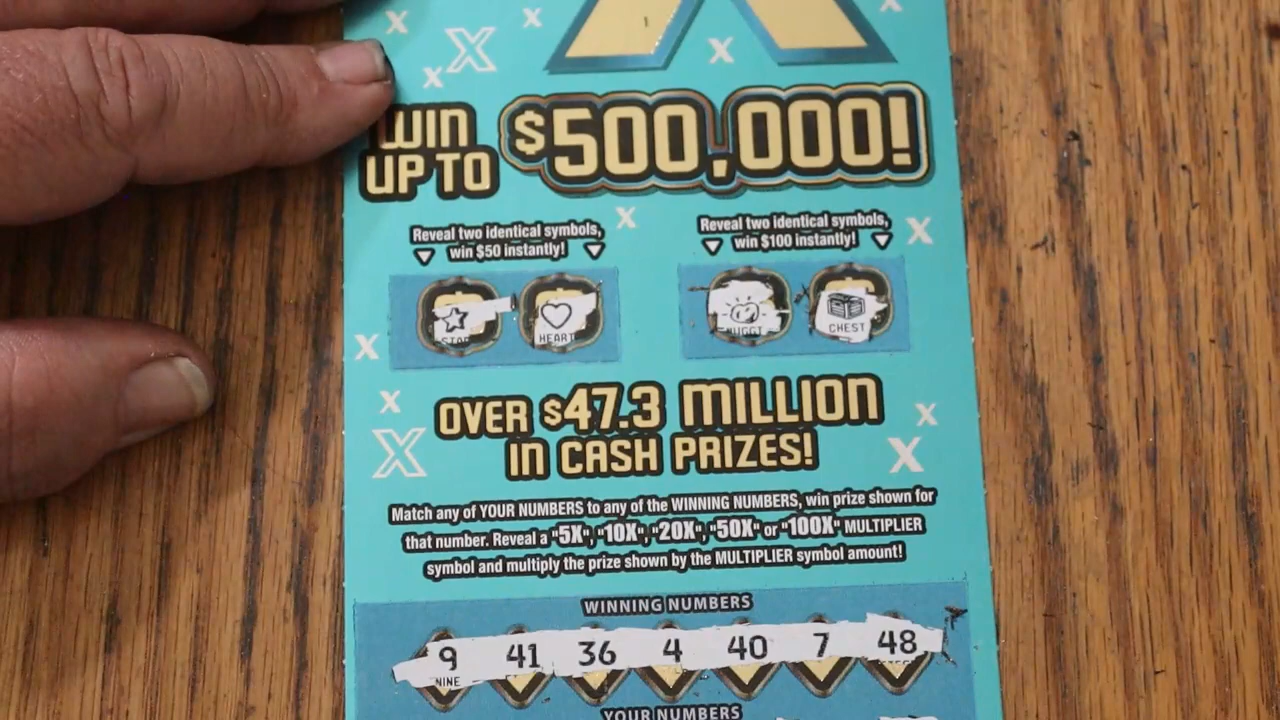 WIN UP TO $500,000!
Reveal two identical symbols, win $50 instantly!
Reveal two identical symbols, win $100 instantly!
STAR HEART
CHEST
OVER $47.3 MILLION
IN CASH PRIZES!
Match any of YOUR NUMBERS to any of the WINNING NUMBERS, win prize shown for
that number. Reveal a "5X", "10X", "20X", "50X" or "100X" MULTIPLIER
symbol and multiply the prize shown by the MULTIPLIER symbol amount!
WINNING NUMBERS
9 41 36 4 40 7 48
NINE
YOUR NUMBERS